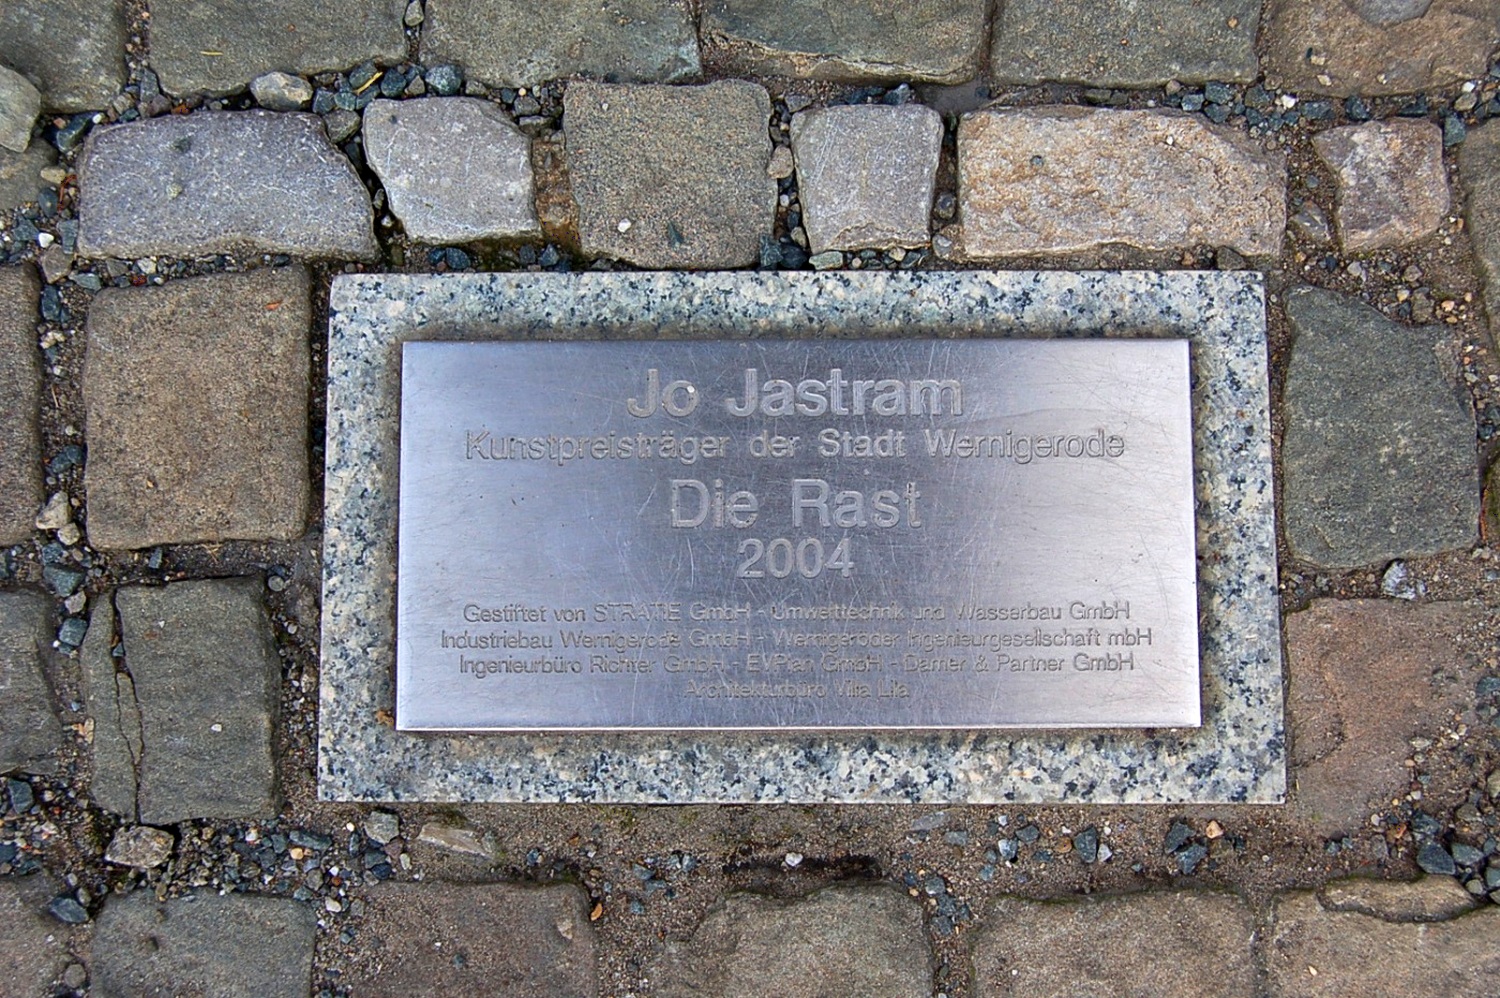 Jo Jastram
Kunstpreisträger der Stadt Wernigerode
Die Rast
2004
Gestiftet von STRATIE GmbH - Umwelttechnik und Wasserbau GmbH
Industriebau Wernigerode GmbH - Wernigeroder Ingenieurgesellschaft mbH
Ingenieurbüro Richter GmbH - EVPlan GmbH - Damer & Partner GmbH
Architekturbüro Villa Lila